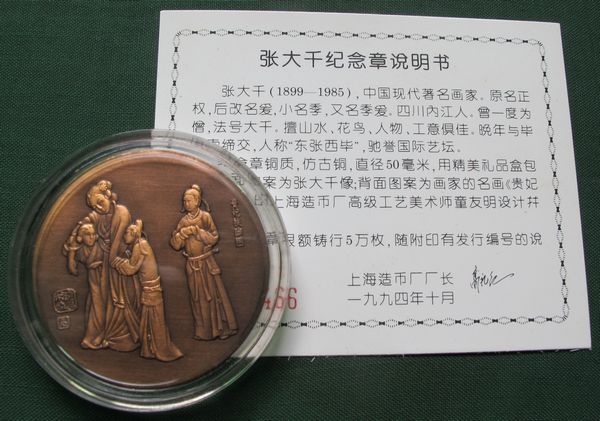 张大千纪念章说明书
张大千(1899—1985),中国现代著名画家。原名正
权,后改名爰,小名季,又名季爰。四川内江人。曾一度为
僧,法号大千。擅山水、花鸟、人物,工意俱佳。晚年与毕
缔交,人称“东张西毕”,驰誉国际艺坛。
念章铜质,仿古铜,直径50毫米,用精美礼品盒包
案为张大千像;背面图案为画家的名画《贵妃
上海造币厂高级工艺美术师童友明设计并
章限额铸行5万枚,随附印有发行编号的说
466
上海造币厂厂长
一九九四年十月